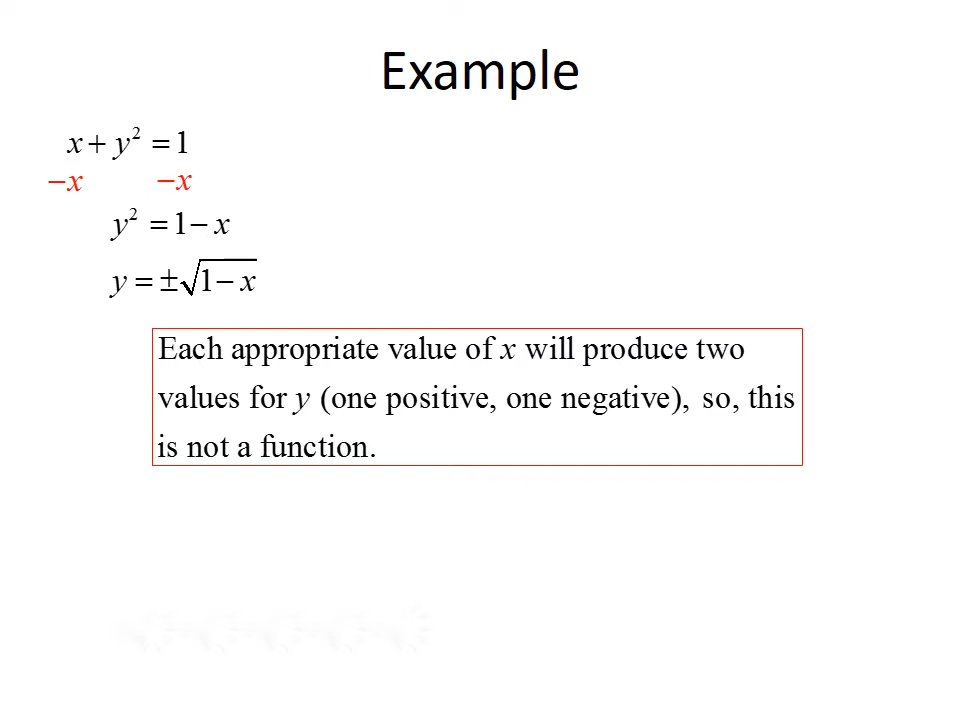 Example
x + y² = 1
−x −x
y² = 1 − x
y = ±√(1 − x)
Each appropriate value of x will produce two
values for y (one positive, one negative), so, this
is not a function.